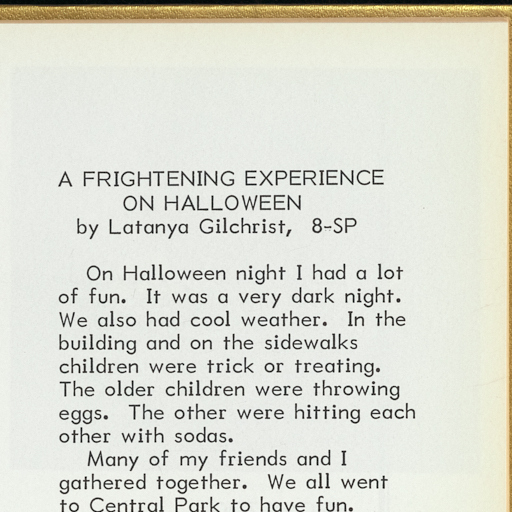 A FRIGHTENING EXPERIENCE
ON HALLOWEEN
by Latanya Gilchrist, 8-SP
On Halloween night I had a lot
of fun. It was a very dark night.
We also had cool weather. In the
building and on the sidewalks
children were trick or treating.
The older children were throwing
eggs. The other were hitting each
other with sodas.
Many of my friends and I
gathered together. We all went
to Central Park to have fun.